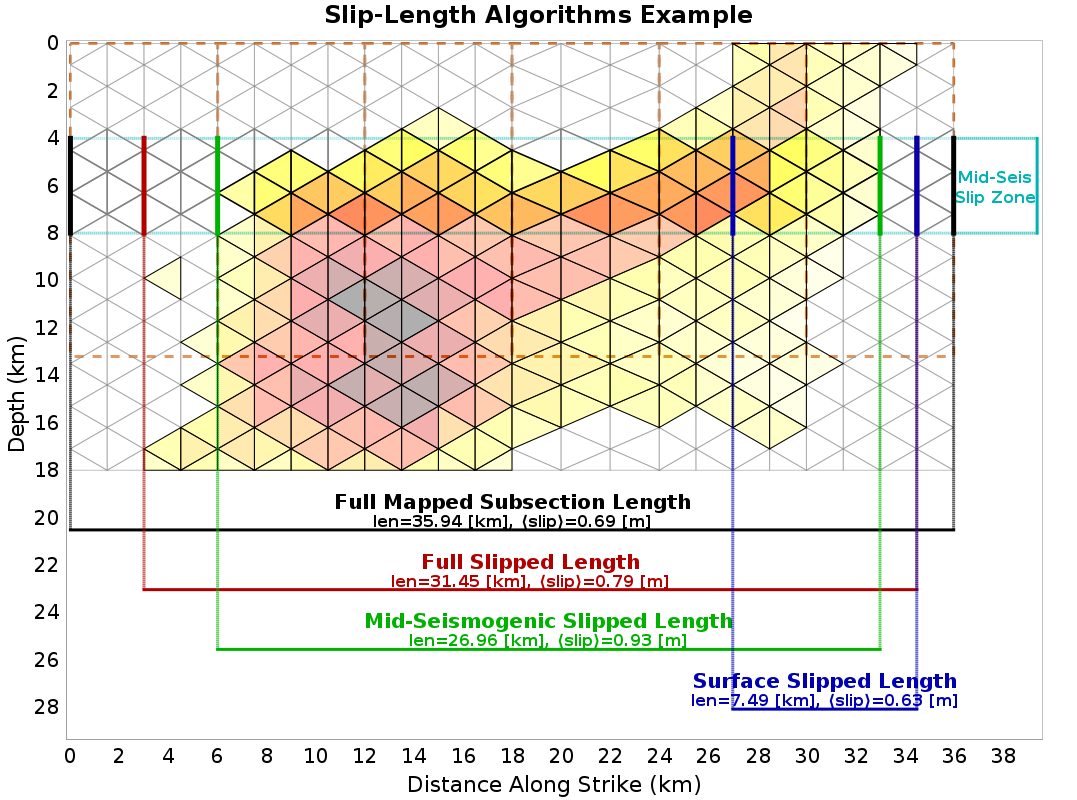 Slip-Length Algorithms Example
0
2
4
6
8
10
12
14
16
18
20
22
24
26
28
Depth (km)
Mid-Seis
Slip Zone
Full Mapped Subsection Length
len=35.94 [km], ⟨slip⟩=0.69 [m]
Full Slipped Length
len=31.45 [km], ⟨slip⟩=0.79 [m]
Mid-Seismogenic Slipped Length
len=26.96 [km], ⟨slip⟩=0.93 [m]
Surface Slipped Length
len=7.49 [km], ⟨slip⟩=0.63 [m]
0 2 4 6 8 10 12 14 16 18 20 22 24 26 28 30 32 34 36 38
Distance Along Strike (km)